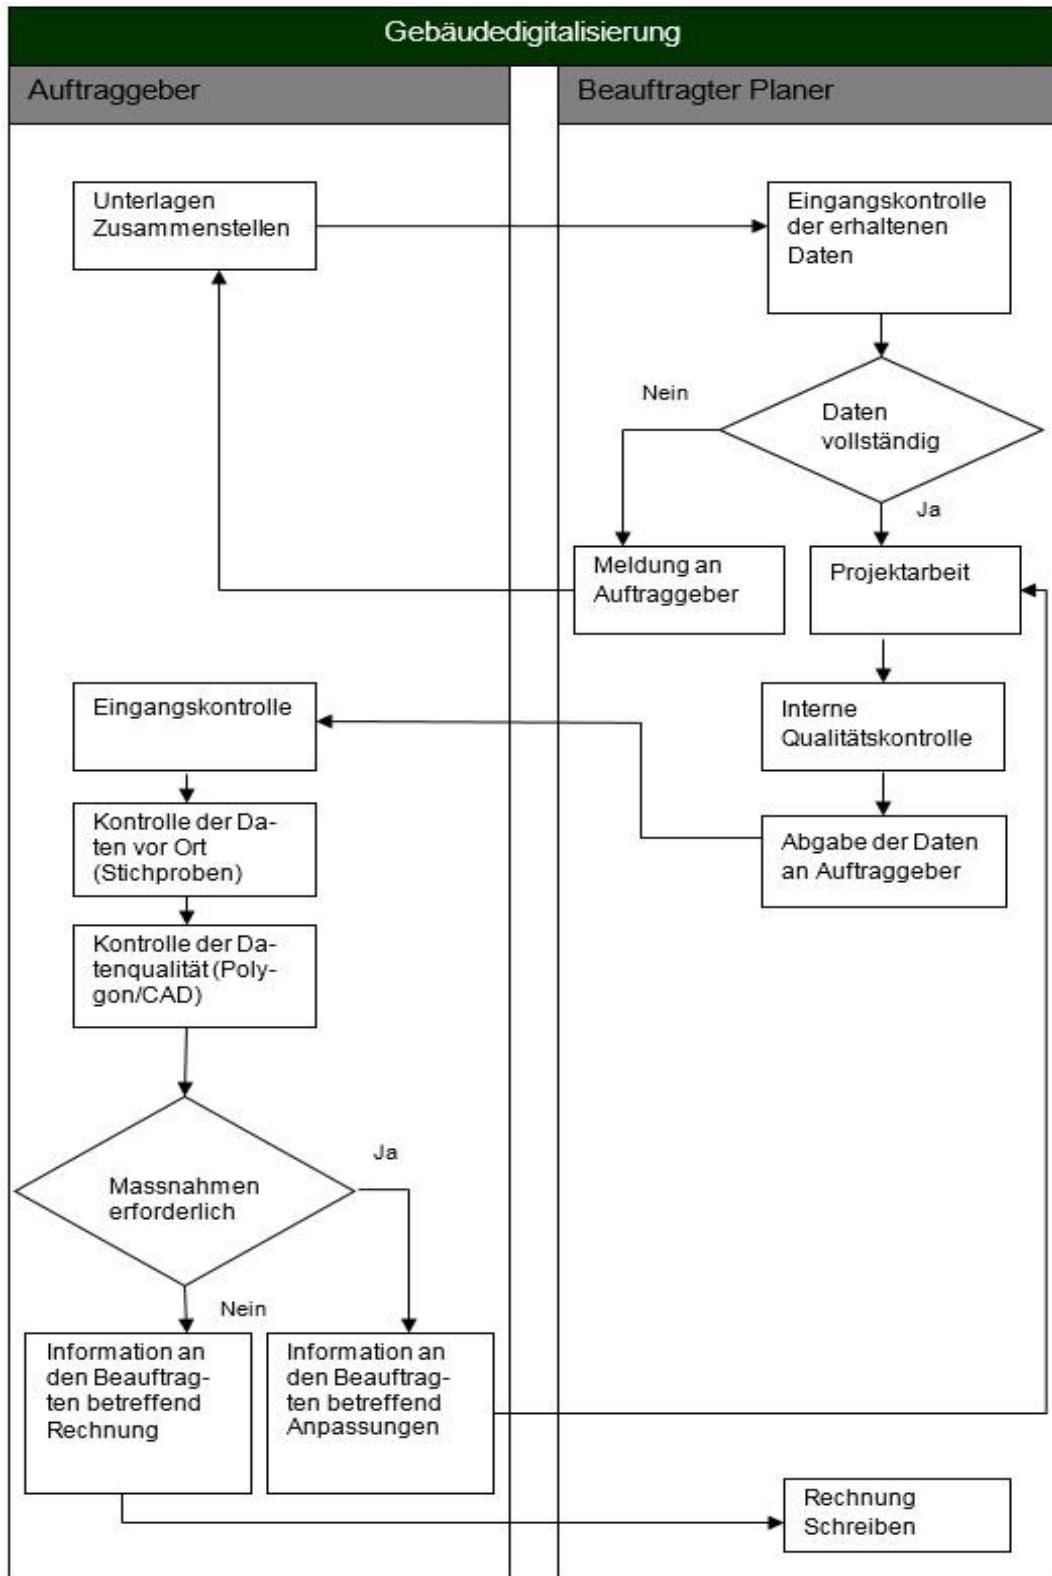 Gebäudedigitalisierung
Auftraggeber
Beauftragter Planer
Unterlagen
Zusammenstellen
Eingangskontrolle
der erhaltenen
Daten
Nein
Daten
vollständig
Ja
Meldung an
Auftraggeber
Projektarbeit
Eingangskontrolle
Interne
Qualitätskontrolle
Kontrolle der Da-
ten vor Ort
(Stichproben)
Abgabe der Daten
an Auftraggeber
Kontrolle der Da-
tenqualität (Poly-
gon/CAD)
Ja
Massnahmen
erforderlich
Nein
Information an
den Beauftrag-
ten betreffend
Rechnung
Information an
den Beauftrag-
ten betreffend
Anpassungen
Rechnung
Schreiben